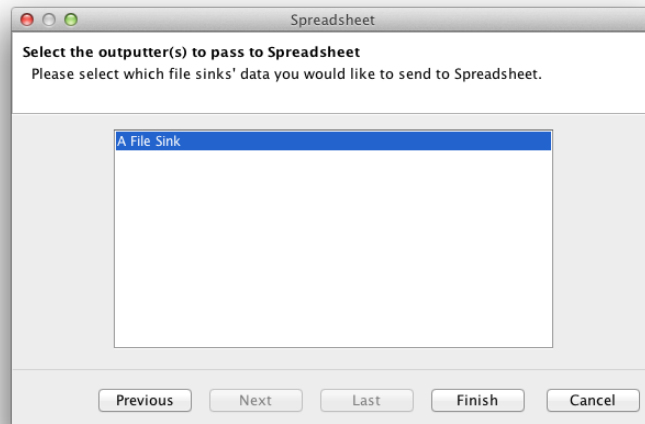 Spreadsheet
Select the outputter(s) to pass to Spreadsheet
Please select which file sinks' data you would like to send to Spreadsheet.
A File Sink
Previous Next Last Finish Cancel